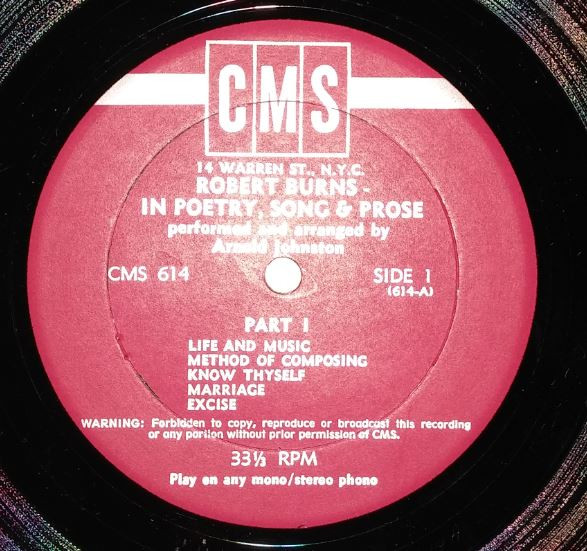 CMS
14 WARREN ST., N.Y.C.
ROBERT BURNS -
IN POETRY, SONG & PROSE
performed and arranged by
Arnold Johnston
CMS 614
SIDE 1
(614-A)
PART I
LIFE AND MUSIC
METHOD OF COMPOSING
KNOW THYSELF
MARRIAGE
EXCISE
WARNING: Forbidden to copy, reproduce or broadcast this recording
or any portion without prior permission of CMS.
33⅓ RPM
Play on any mono/stereo phono